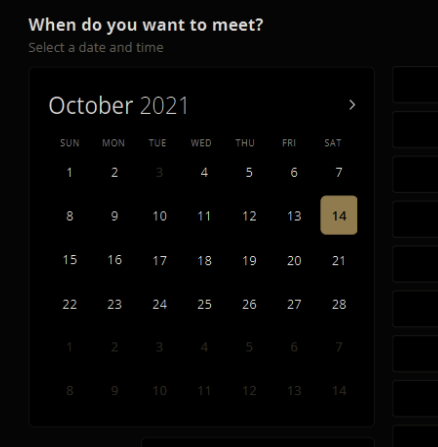 When do you want to meet?
Select a date and time
October 2021
SUN MON TUE WED THU FRI SAT
1 2 3 4 5 6 7
8 9 10 11 12 13 14
15 16 17 18 19 20 21
22 23 24 25 26 27 28
1 2 3 4 5 6 7
8 9 10 11 12 13 14